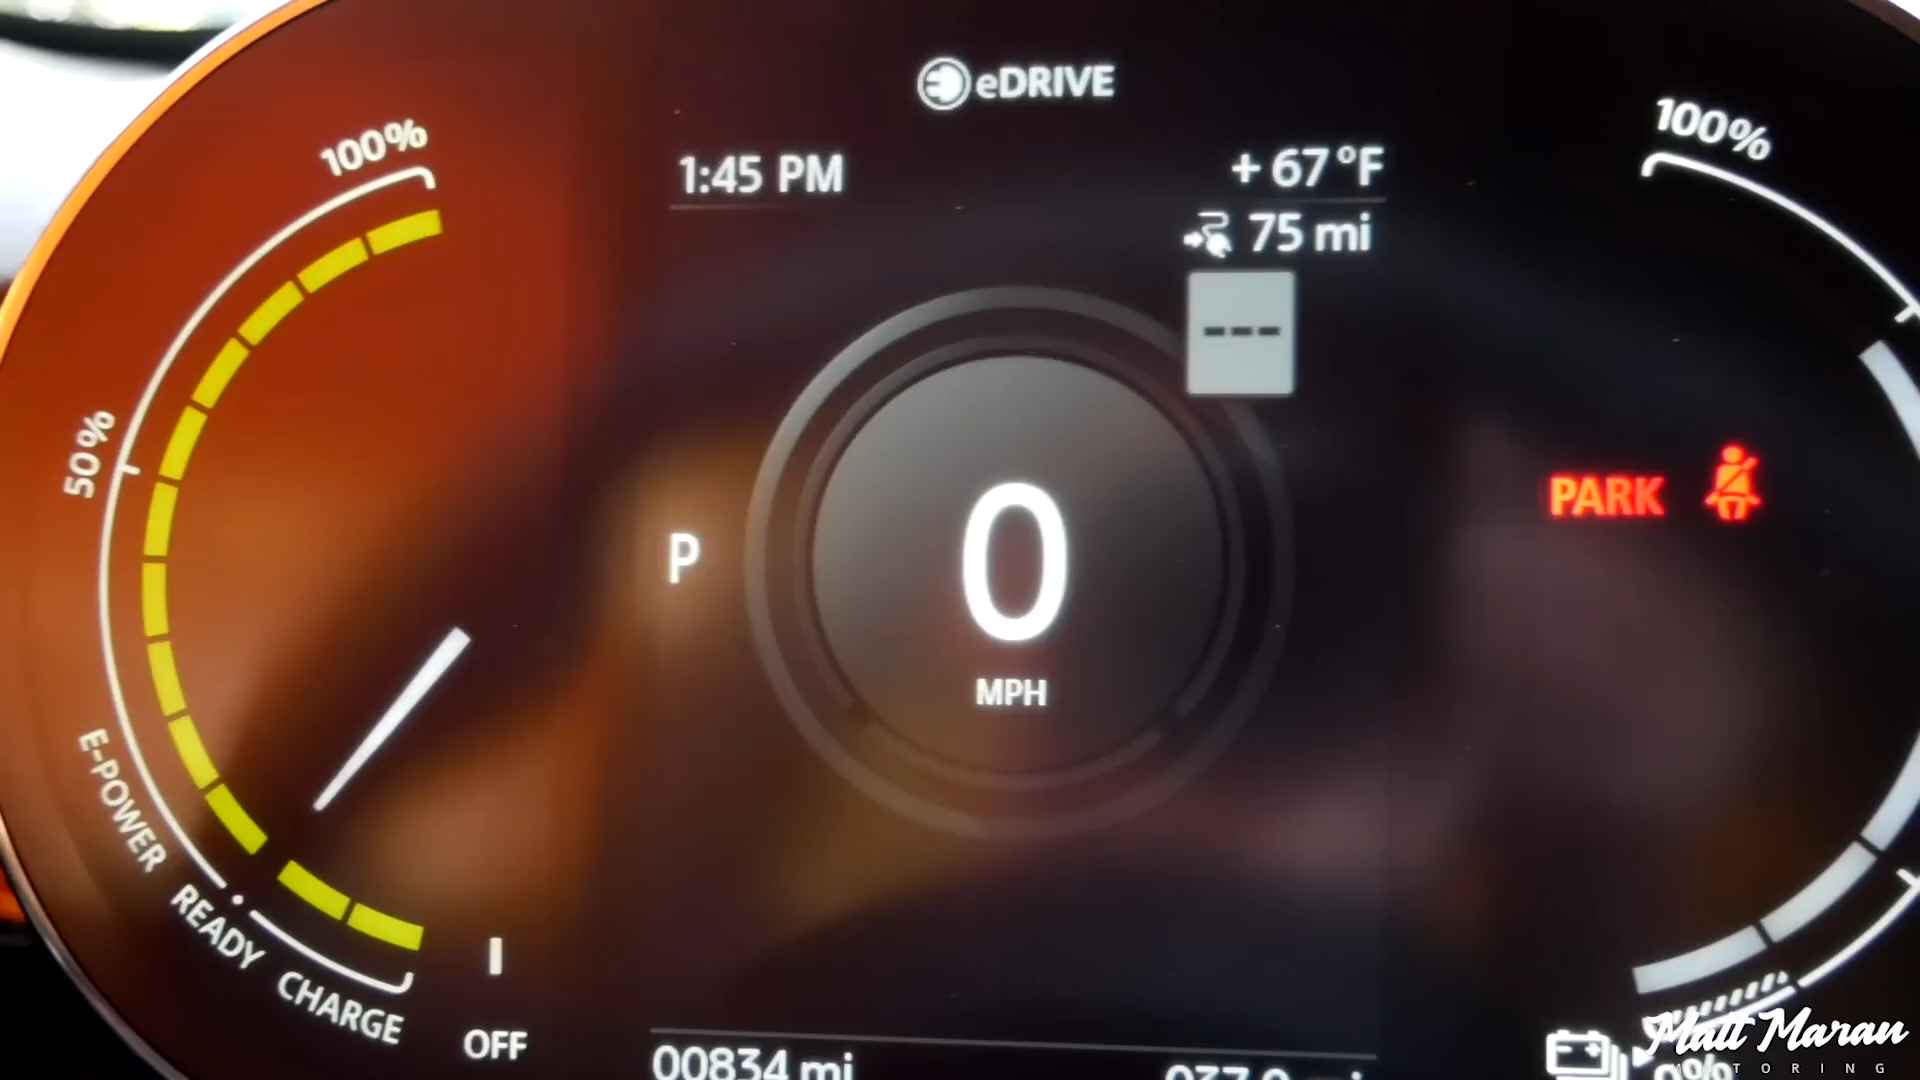 eDRIVE
100%
100%
1:45 PM
+ 67 °F
75 mi
---
50%
PARK
0
P
MPH
E-POWER
READY
CHARGE
OFF
00834 mi
Matt Maran
MOTORING